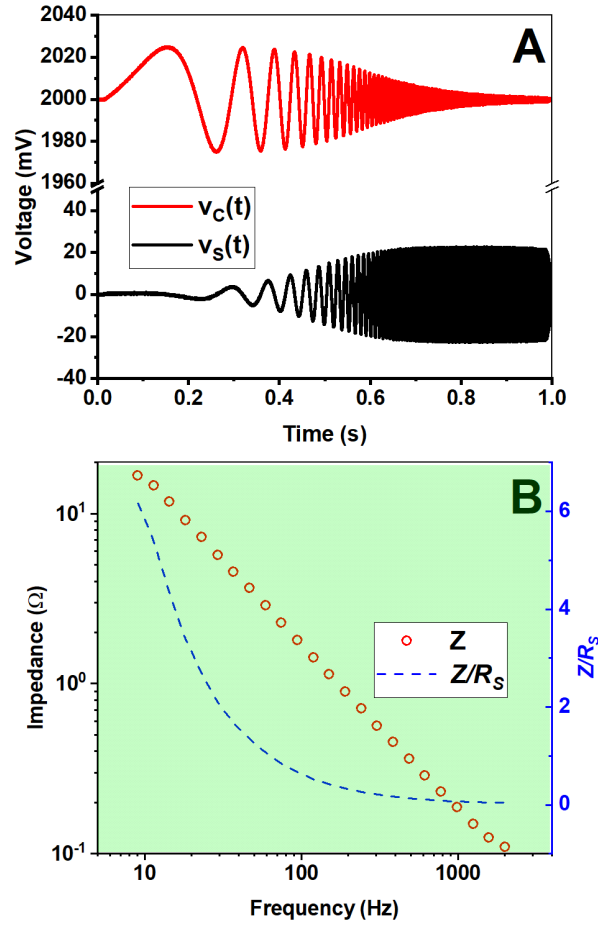 2040
2020
2000
1980
1960
40
20
0
-20
-40
Voltage (mV)
A
v_C(t)
v_S(t)
0.0 0.2 0.4 0.6 0.8 1.0
Time (s)
B
10^1
10^0
10^-1
Impedance (Ω)
6
4
2
0
Z/R_S
Z
Z/R_S
10 100 1000
Frequency (Hz)